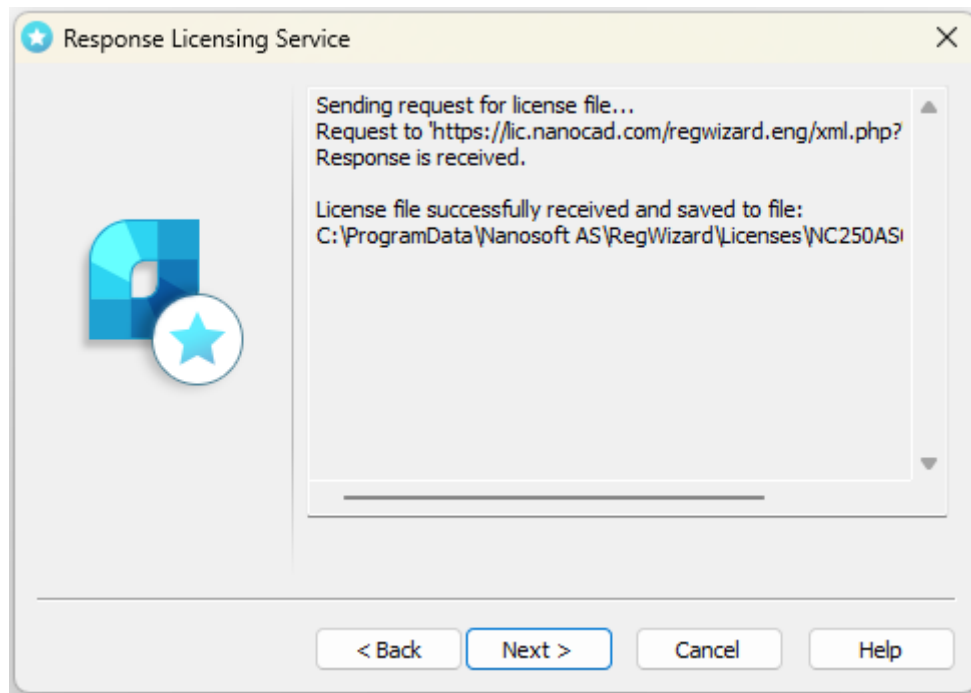 Response Licensing Service
Sending request for license file...
Request to 'https://lic.nanocad.com/regwizard.eng/xml.php?
Response is received.
License file successfully received and saved to file:
C:\ProgramData\Nanosoft AS\RegWizard\Licenses\NC250AS
< Back
Next >
Cancel
Help